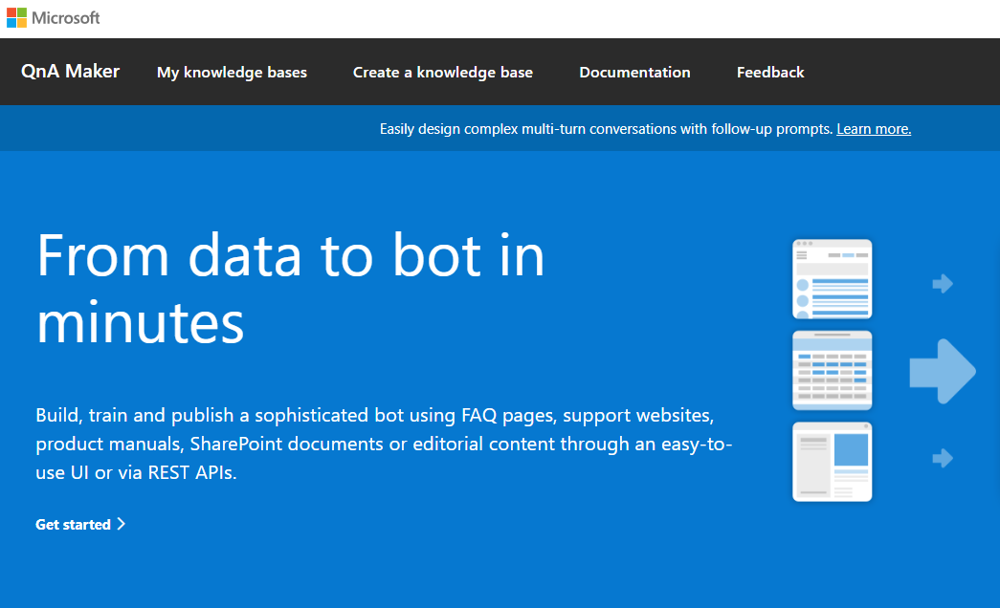 Microsoft
QnA Maker My knowledge bases Create a knowledge base Documentation Feedback
Easily design complex multi-turn conversations with follow-up prompts. Learn more.
From data to bot in
minutes
Build, train and publish a sophisticated bot using FAQ pages, support websites,
product manuals, SharePoint documents or editorial content through an easy-to-
use UI or via REST APIs.
Get started